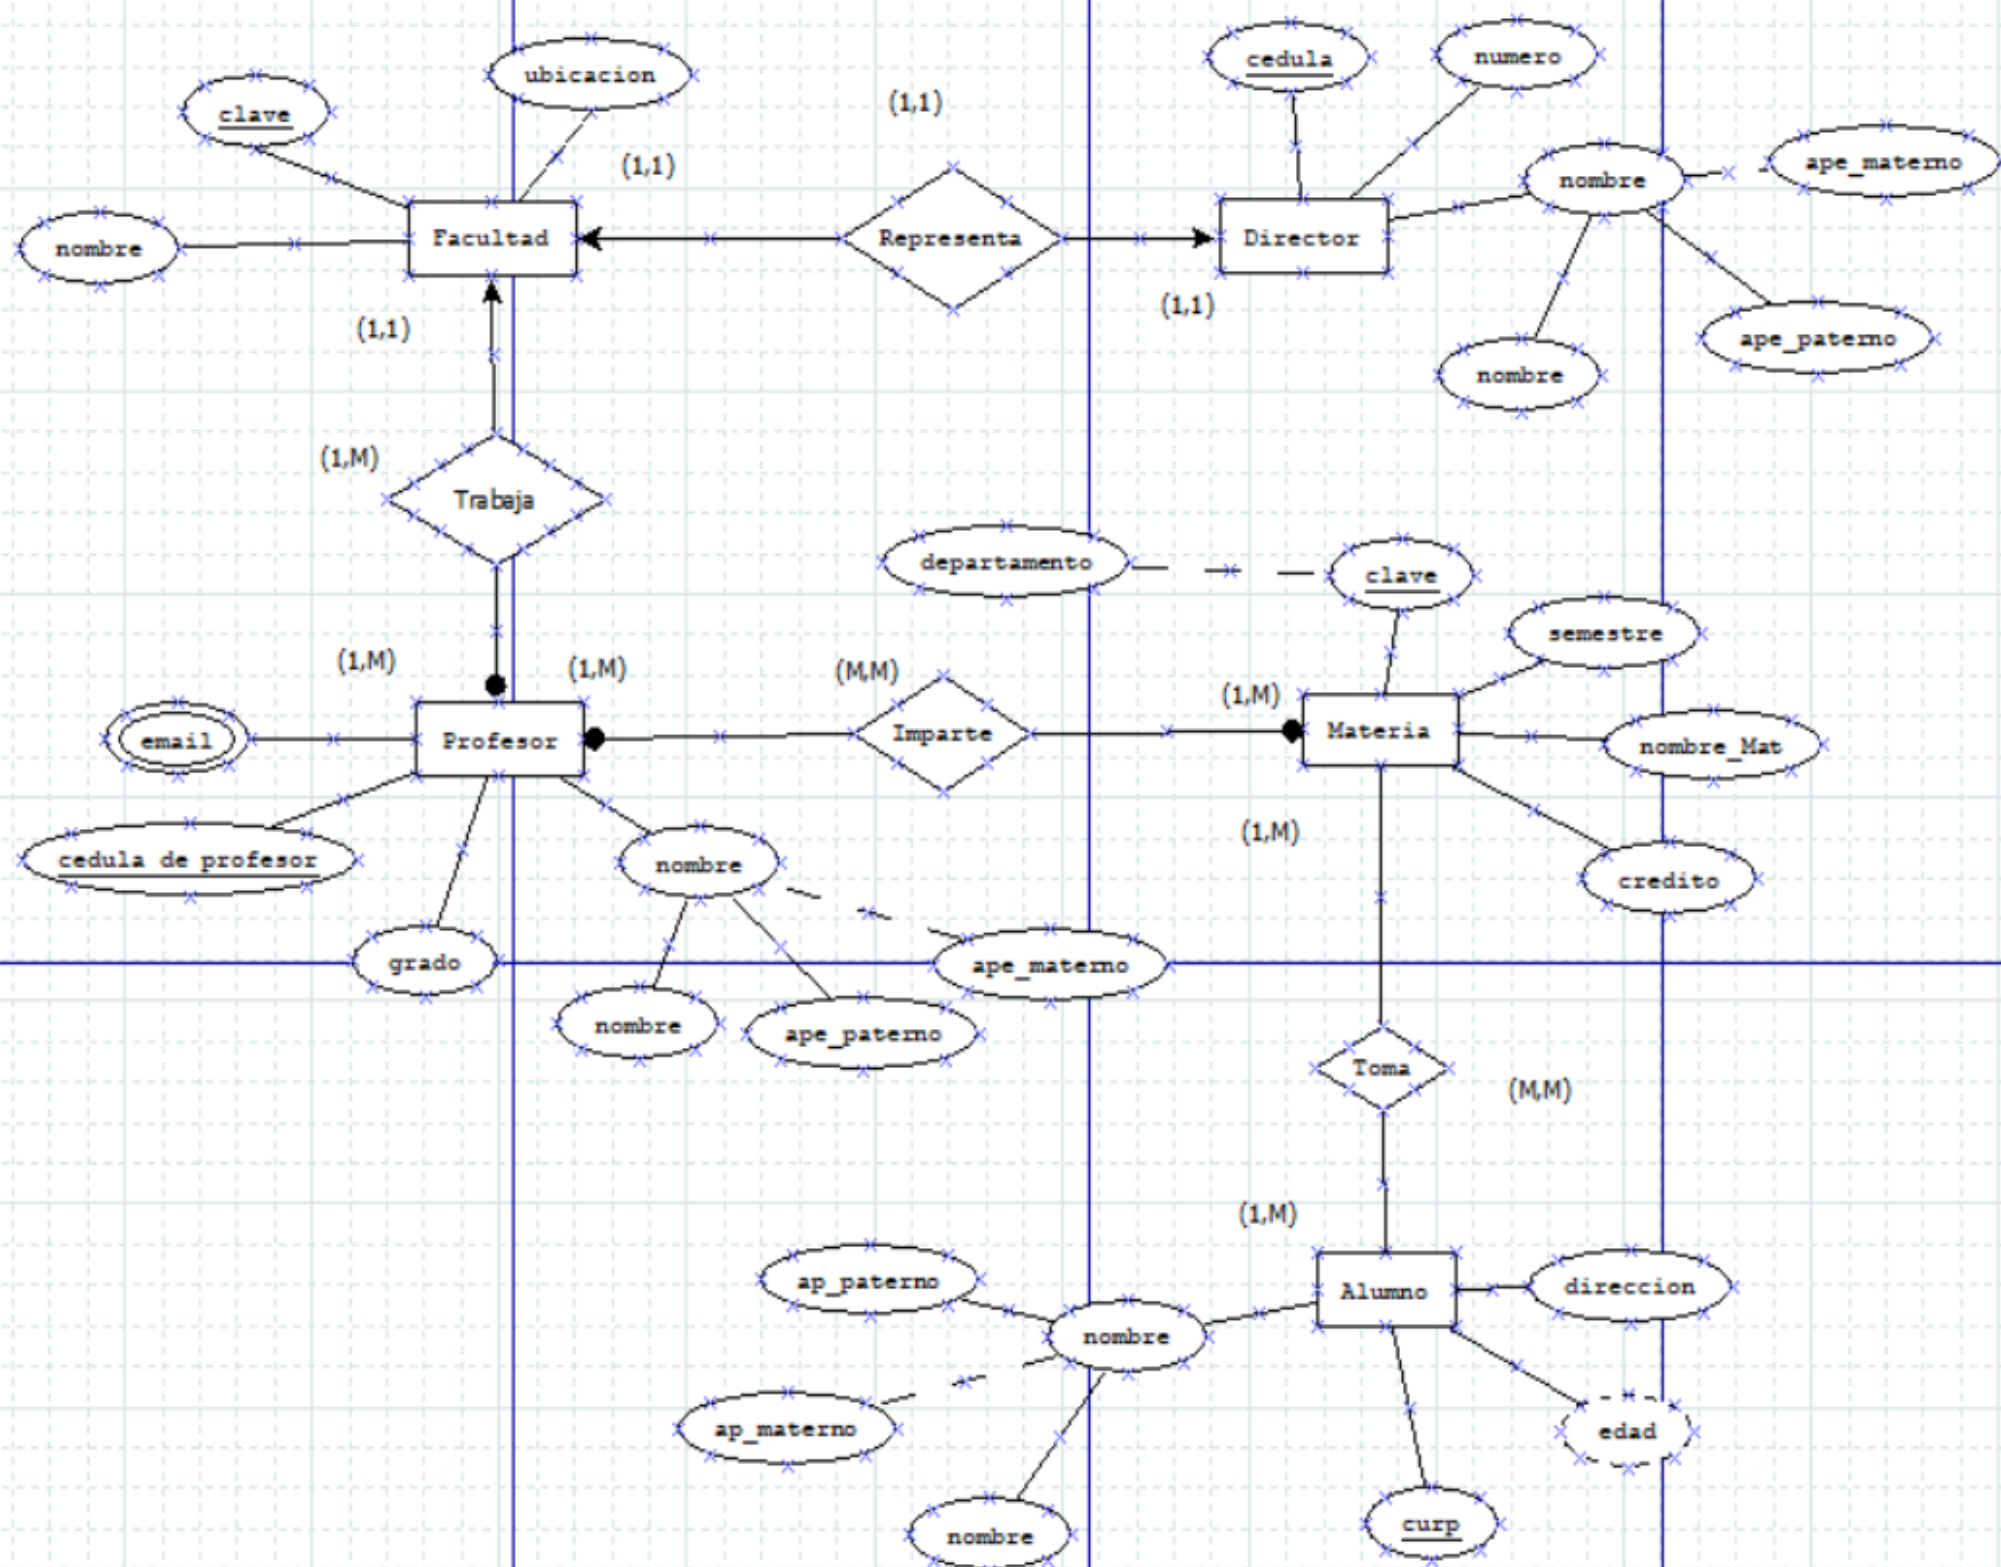 cedula
numero
ubicacion
(1,1)
clave
ape_materno
(1,1)
nombre
nombre
Facultad
Representa
Director
(1,1)
(1,1)
ape_paterno
nombre
(1,M)
Trabaja
departamento
clave
semestre
(1,M)
(1,M)
(M,M)
(1,M)
email
Profesor
Imparte
Materia
nombre_Mat
(1,M)
cedula de profesor
nombre
credito
grado
ape_materno
nombre
ape_paterno
Toma
(M,M)
(1,M)
ap_paterno
Alumno
direccion
nombre
ap_materno
edad
curp
nombre